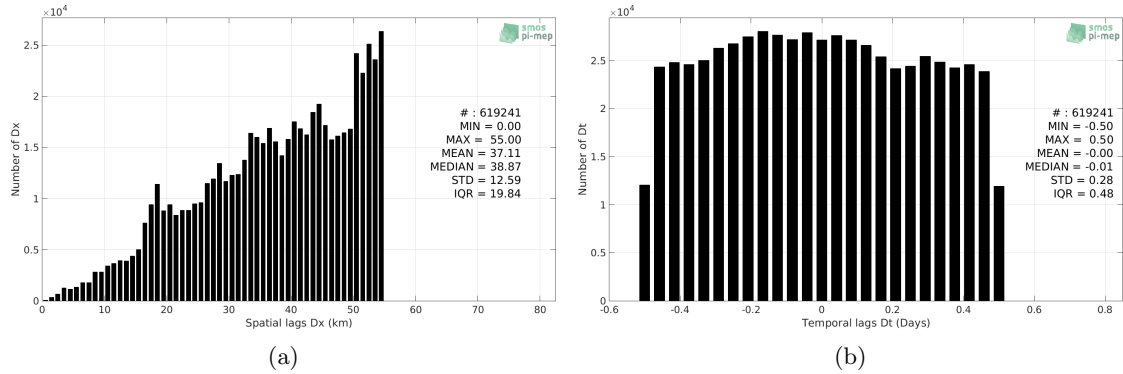 ×10⁴
2.5
2
1.5
1
0.5
0
Number of Dx
0 10 20 30 40 50 60 70 80
Spatial lags Dx (km)
smos
pi-mep
# : 619241
MIN = 0.00
MAX = 55.00
MEAN = 37.11
MEDIAN = 38.87
STD = 12.59
IQR = 19.84
(a)
×10⁴
2.5
2
1.5
1
0.5
0
Number of Dt
-0.6 -0.4 -0.2 0 0.2 0.4 0.6 0.8
Temporal lags Dt (Days)
smos
pi-mep
# : 619241
MIN = -0.50
MAX = 0.50
MEAN = -0.00
MEDIAN = -0.01
STD = 0.28
IQR = 0.48
(b)